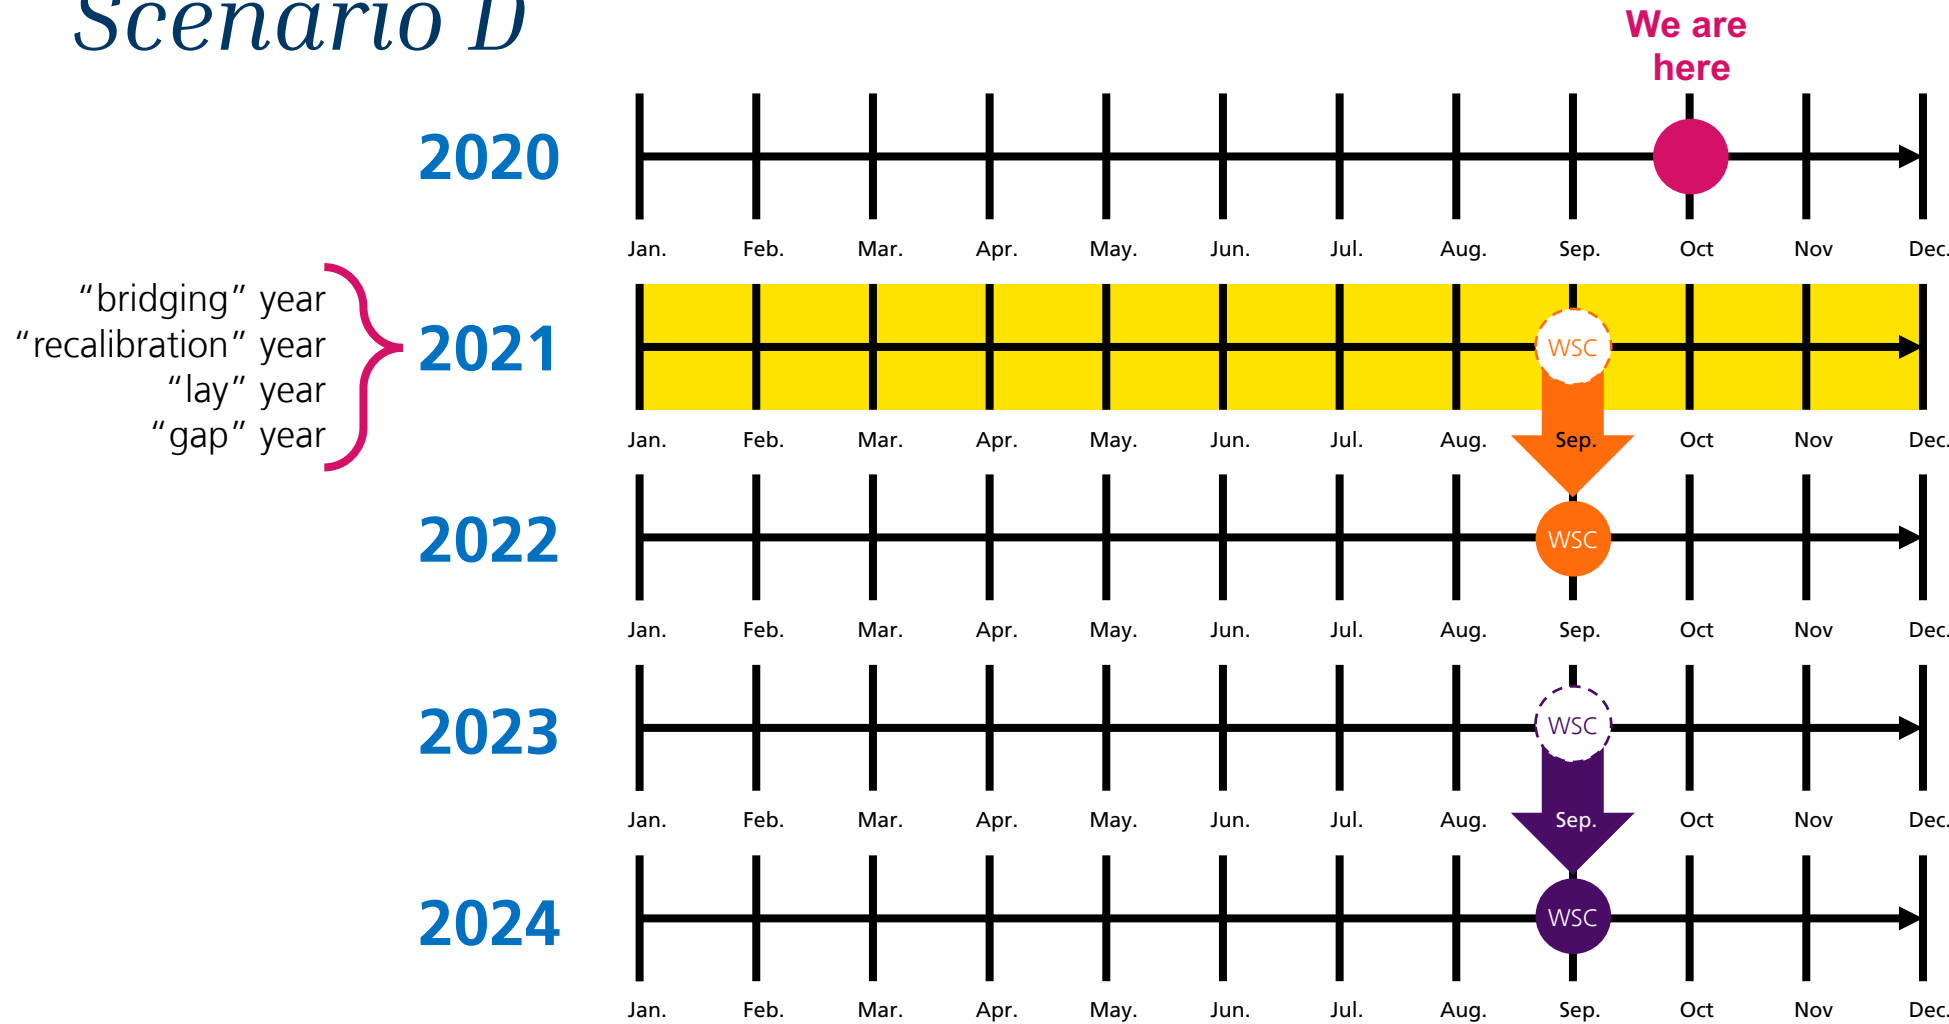 Scenario D
We are
here
2020
Jan. Feb. Mar. Apr. May. Jun. Jul. Aug. Sep. Oct Nov Dec.
“bridging” year
“recalibration” year
“lay” year
“gap” year
2021
WSC
Jan. Feb. Mar. Apr. May. Jun. Jul. Aug. Sep. Oct Nov Dec.
2022
WSC
Jan. Feb. Mar. Apr. May. Jun. Jul. Aug. Sep. Oct Nov Dec.
2023
WSC
Jan. Feb. Mar. Apr. May. Jun. Jul. Aug. Sep. Oct Nov Dec.
2024
WSC
Jan. Feb. Mar. Apr. May. Jun. Jul. Aug. Sep. Oct Nov Dec.